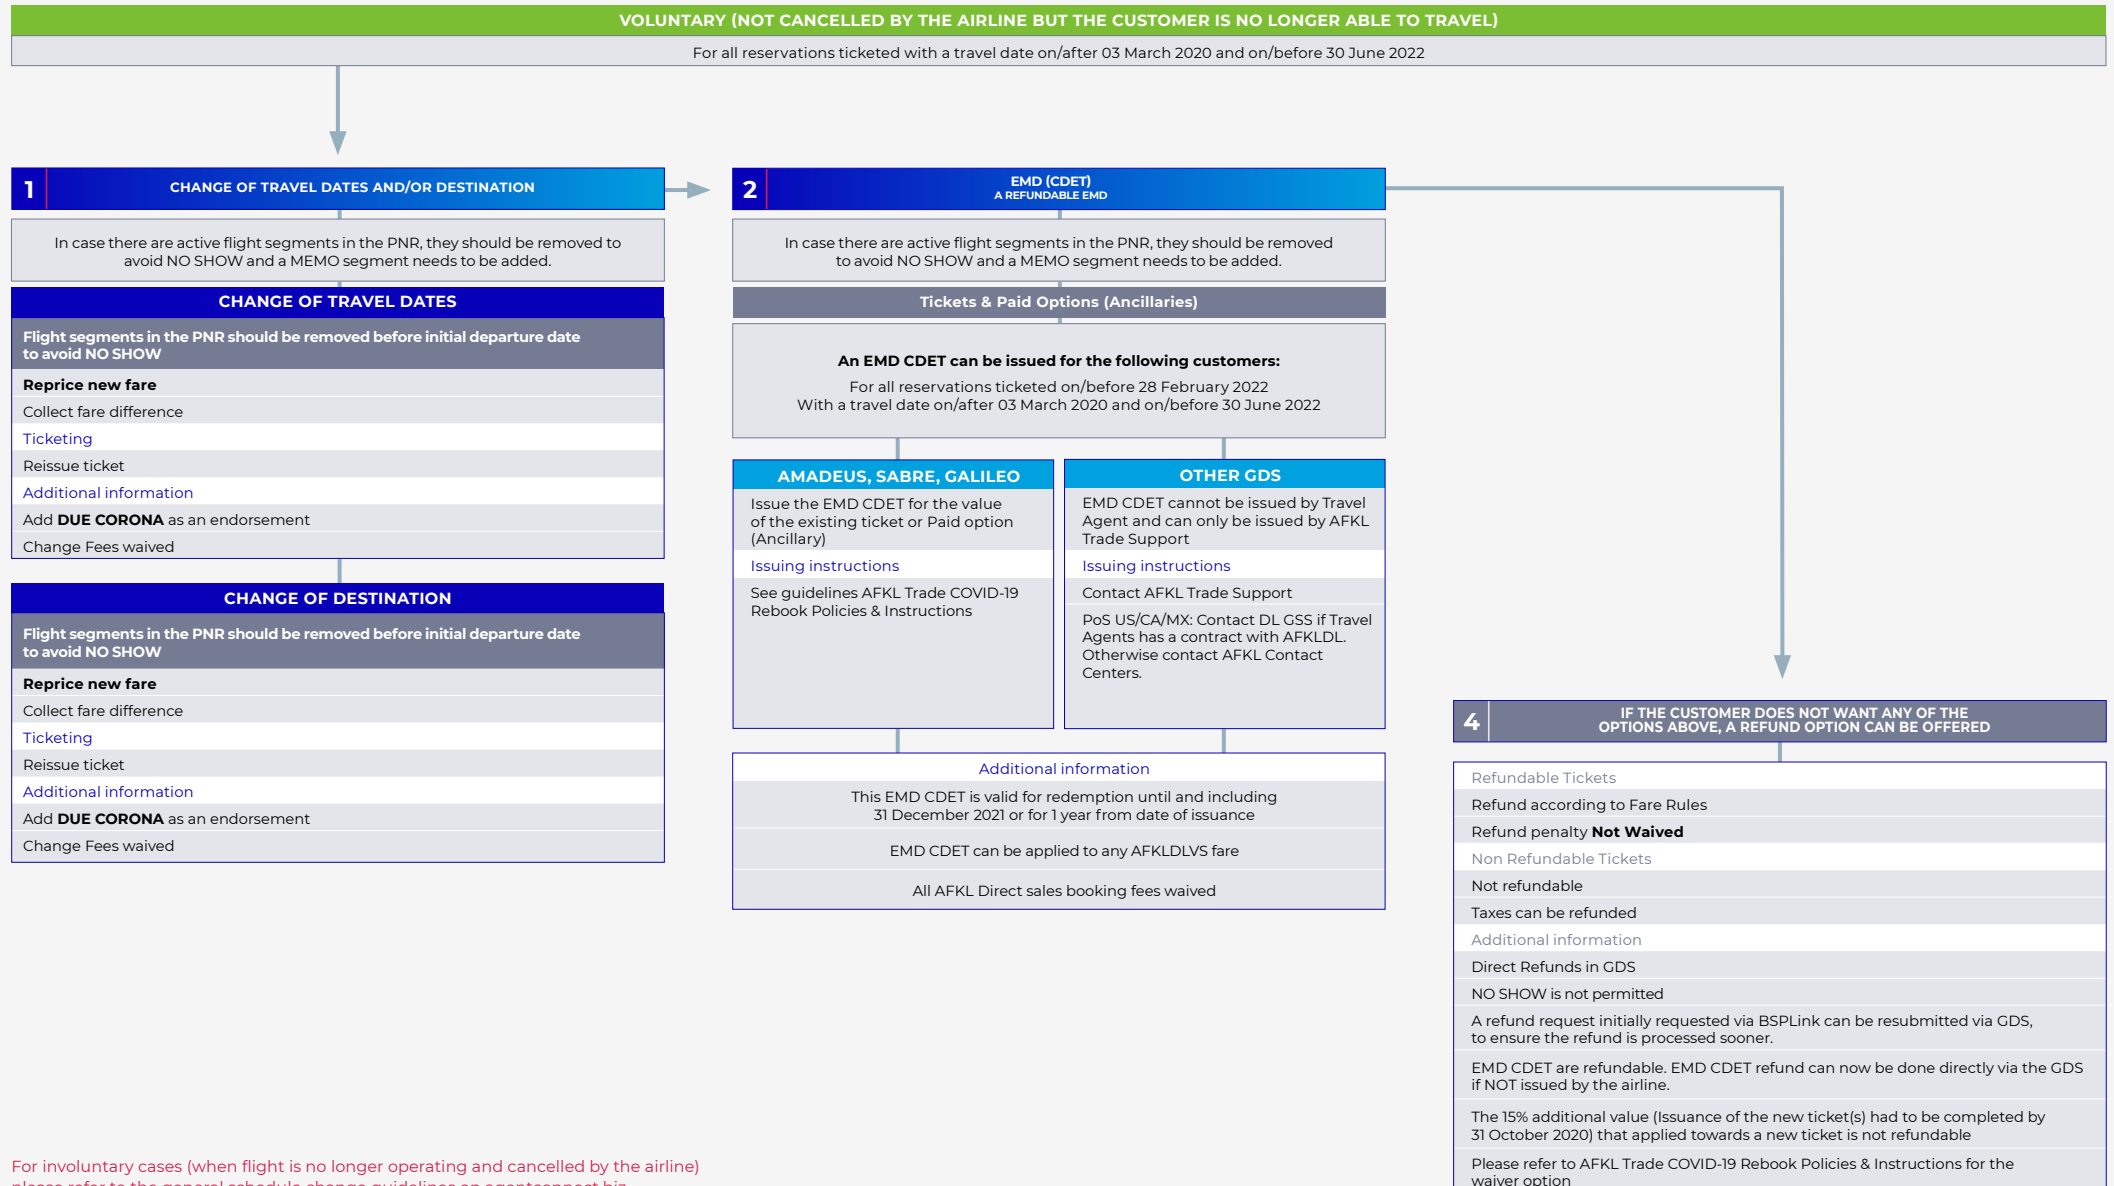 VOLUNTARY (NOT CANCELLED BY THE AIRLINE BUT THE CUSTOMER IS NO LONGER ABLE TO TRAVEL)
For all reservations ticketed with a travel date on/after 03 March 2020 and on/before 30 June 2022
1
CHANGE OF TRAVEL DATES AND/OR DESTINATION
In case there are active flight segments in the PNR, they should be removed to
avoid NO SHOW and a MEMO segment needs to be added.
CHANGE OF TRAVEL DATES
Flight segments in the PNR should be removed before initial departure date
to avoid NO SHOW
Reprice new fare
Collect fare difference
Ticketing
Reissue ticket
Additional information
Add DUE CORONA as an endorsement
Change Fees waived
CHANGE OF DESTINATION
Flight segments in the PNR should be removed before initial departure date
to avoid NO SHOW
Reprice new fare
Collect fare difference
Ticketing
Reissue ticket
Additional information
Add DUE CORONA as an endorsement
Change Fees waived
2
EMD (CDET)
A REFUNDABLE EMD
In case there are active flight segments in the PNR, they should be removed
to avoid NO SHOW and a MEMO segment needs to be added.
Tickets & Paid Options (Ancillaries)
An EMD CDET can be issued for the following customers:
For all reservations ticketed on/before 28 February 2022
With a travel date on/after 03 March 2020 and on/before 30 June 2022
AMADEUS, SABRE, GALILEO
Issue the EMD CDET for the value
of the existing ticket or Paid option
(Ancillary)
Issuing instructions
See guidelines AFKL Trade COVID-19
Rebook Policies & Instructions
OTHER GDS
EMD CDET cannot be issued by Travel
Agent and can only be issued by AFKL
Trade Support
Issuing instructions
Contact AFKL Trade Support
PoS US/CA/MX: Contact DL GSS if Travel
Agents has a contract with AFKLDL.
Otherwise contact AFKL Contact
Centers.
Additional information
This EMD CDET is valid for redemption until and including
31 December 2021 or for 1 year from date of issuance
EMD CDET can be applied to any AFKLDLVS fare
All AFKL Direct sales booking fees waived
4
IF THE CUSTOMER DOES NOT WANT ANY OF THE
OPTIONS ABOVE, A REFUND OPTION CAN BE OFFERED
Refundable Tickets
Refund according to Fare Rules
Refund penalty Not Waived
Non Refundable Tickets
Not refundable
Taxes can be refunded
Additional information
Direct Refunds in GDS
NO SHOW is not permitted
A refund request initially requested via BSPLink can be resubmitted via GDS,
to ensure the refund is processed sooner.
EMD CDET are refundable. EMD CDET refund can now be done directly via the GDS
if NOT issued by the airline.
The 15% additional value (Issuance of the new ticket(s) had to be completed by
31 October 2020) that applied towards a new ticket is not refundable
Please refer to AFKL Trade COVID-19 Rebook Policies & Instructions for the
waiver option
For involuntary cases (when flight is no longer operating and cancelled by the airline)
please refer to the general schedule change guidelines on agentconnect.biz